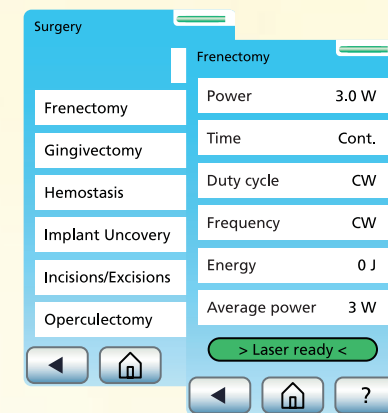 Surgery
Frenectomy
Gingivectomy
Hemostasis
Implant Uncovery
Incisions/Excisions
Operculectomy
Frenectomy
Power 3.0 W
Time Cont.
Duty cycle CW
Frequency CW
Energy 0 J
Average power 3 W
> Laser ready <
?